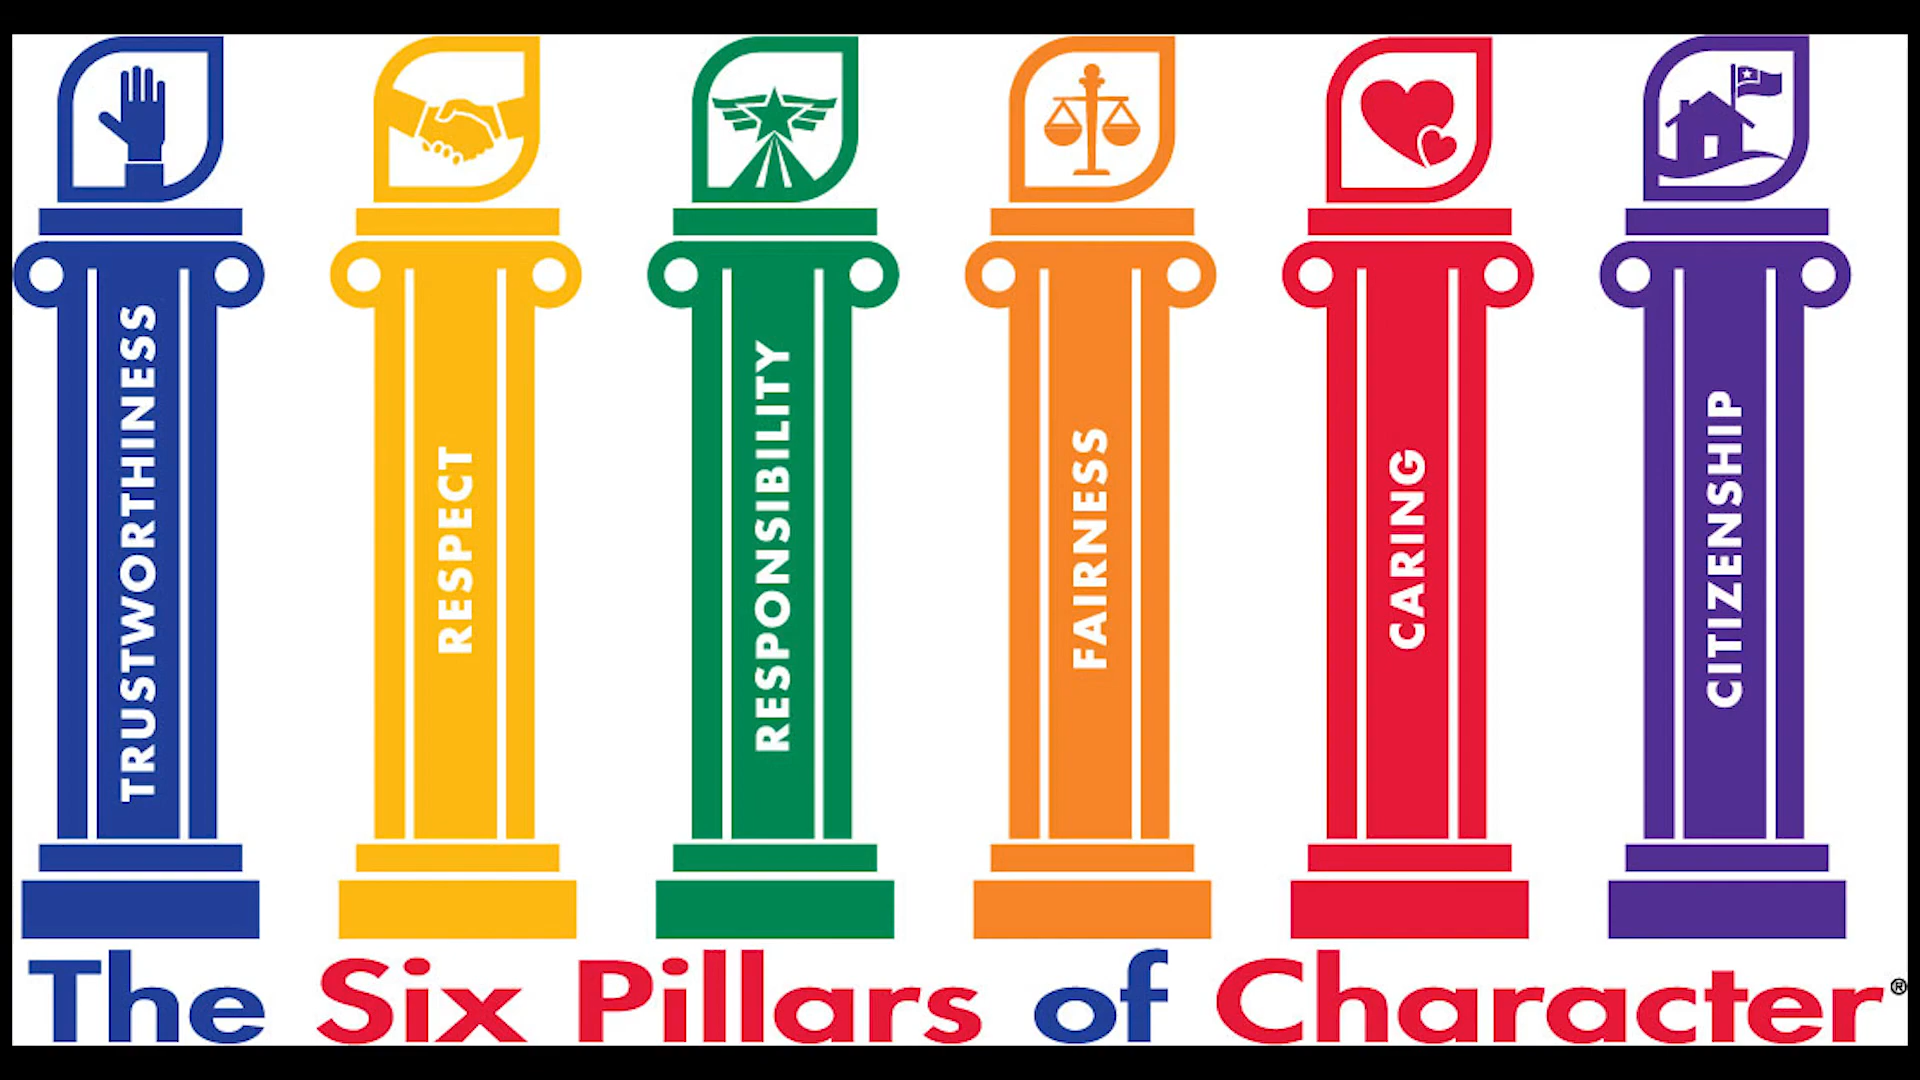 TRUSTWORTHINESS
RESPECT
RESPONSIBILITY
FAIRNESS
CARING
CITIZENSHIP
The Six Pillars of Character®